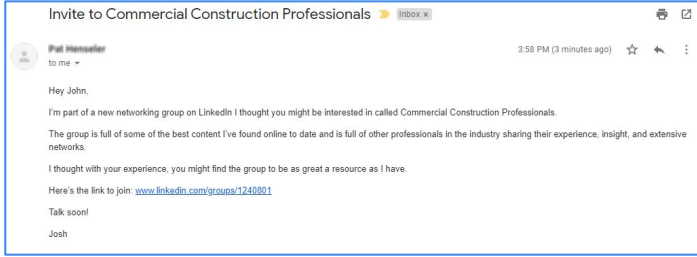 Invite to Commercial Construction Professionals Inbox x
3:58 PM (3 minutes ago)
to me
Hey John,
I'm part of a new networking group on LinkedIn I thought you might be interested in called Commercial Construction Professionals.
The group is full of some of the best content I've found online to date and is full of other professionals in the industry sharing their experience, insight, and extensive
networks.
I thought with your experience, you might find the group to be as great a resource as I have.
Here's the link to join: www.linkedin.com/groups/1240801
Talk soon!
Josh